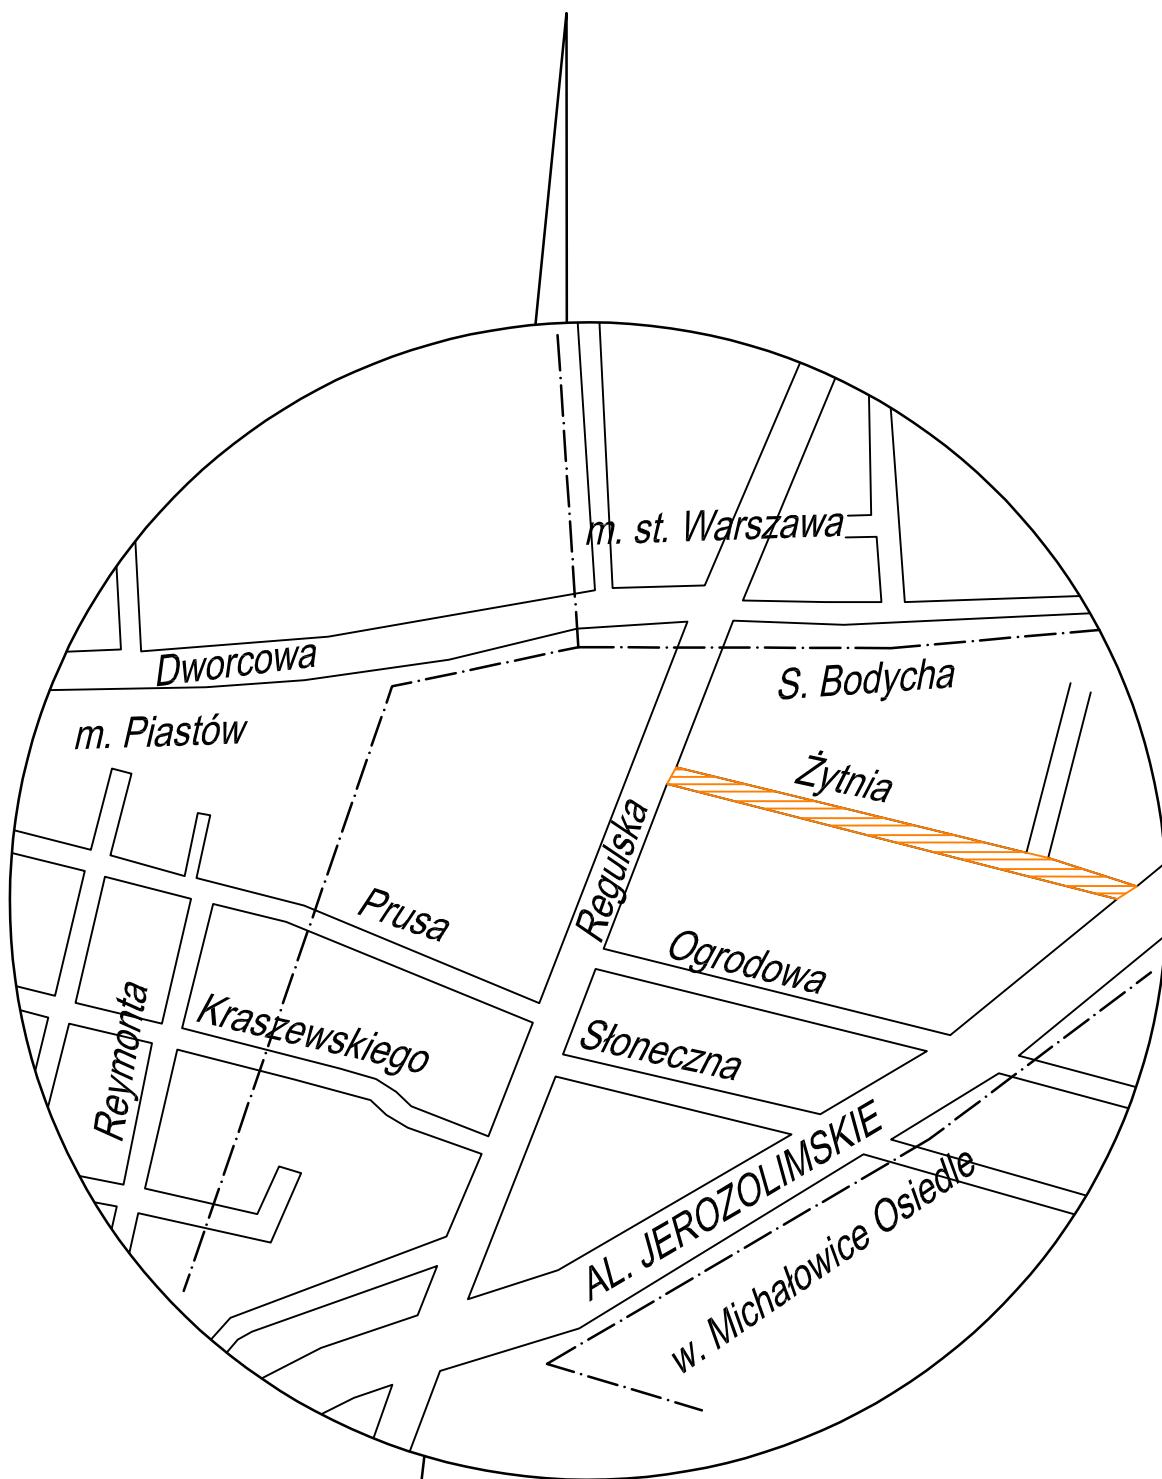 m. st. Warszawa
Dworcowa
S. Bodycha
m. Piastów
Żytnia
Regulska
Prusa
Ogrodowa
Reymonta
Kraszewskiego
Słoneczna
AL. JEROZOLIMSKIE
w. Michałowice Osiedle